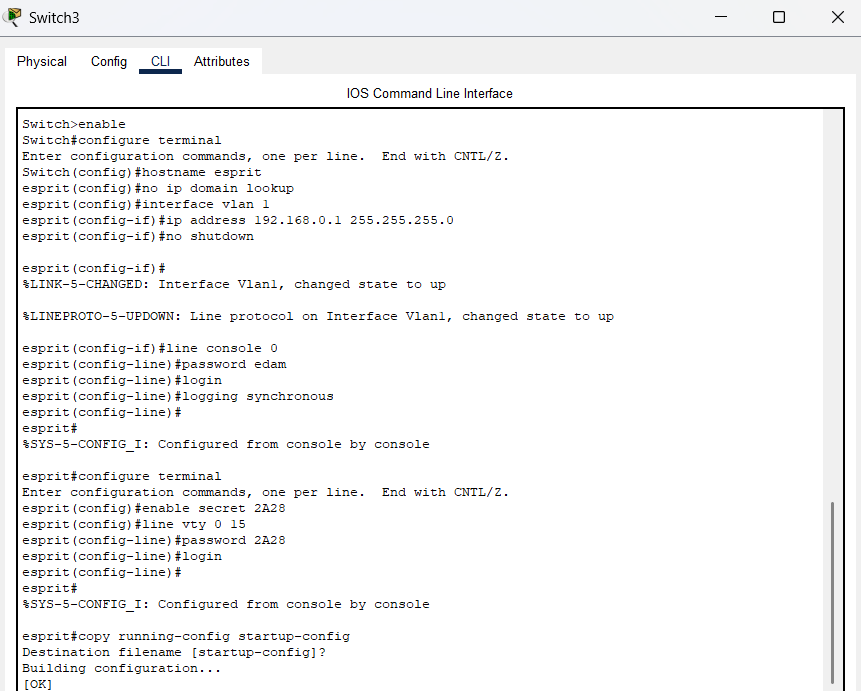 Switch3
Physical Config CLI Attributes
IOS Command Line Interface
Switch>enable
Switch#configure terminal
Enter configuration commands, one per line.  End with CNTL/Z.
Switch(config)#hostname esprit
esprit(config)#no ip domain lookup
esprit(config)#interface vlan 1
esprit(config-if)#ip address 192.168.0.1 255.255.255.0
esprit(config-if)#no shutdown
esprit(config-if)#
%LINK-5-CHANGED: Interface Vlan1, changed state to up
%LINEPROTO-5-UPDOWN: Line protocol on Interface Vlan1, changed state to up
esprit(config-if)#line console 0
esprit(config-line)#password edam
esprit(config-line)#login
esprit(config-line)#logging synchronous
esprit(config-line)#
esprit#
%SYS-5-CONFIG_I: Configured from console by console
esprit#configure terminal
Enter configuration commands, one per line.  End with CNTL/Z.
esprit(config)#enable secret 2A28
esprit(config)#line vty 0 15
esprit(config-line)#password 2A28
esprit(config-line)#login
esprit(config-line)#
esprit#
%SYS-5-CONFIG_I: Configured from console by console
esprit#copy running-config startup-config
Destination filename [startup-config]?
Building configuration...
[OK]